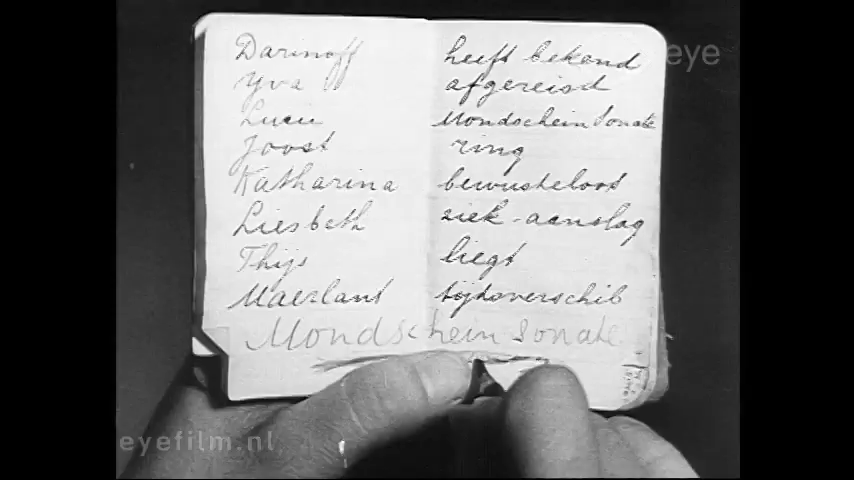 Darinoff heeft bekend
Yva afgereisd
Lucu Mondschein Sonate
Joost ring
Katharina bewusteloos
Liesbeth ziek-aanslag
Thijs liegt
Maerlant tijdsverschil
Mondschein Sonate
eye
eyefilm.nl